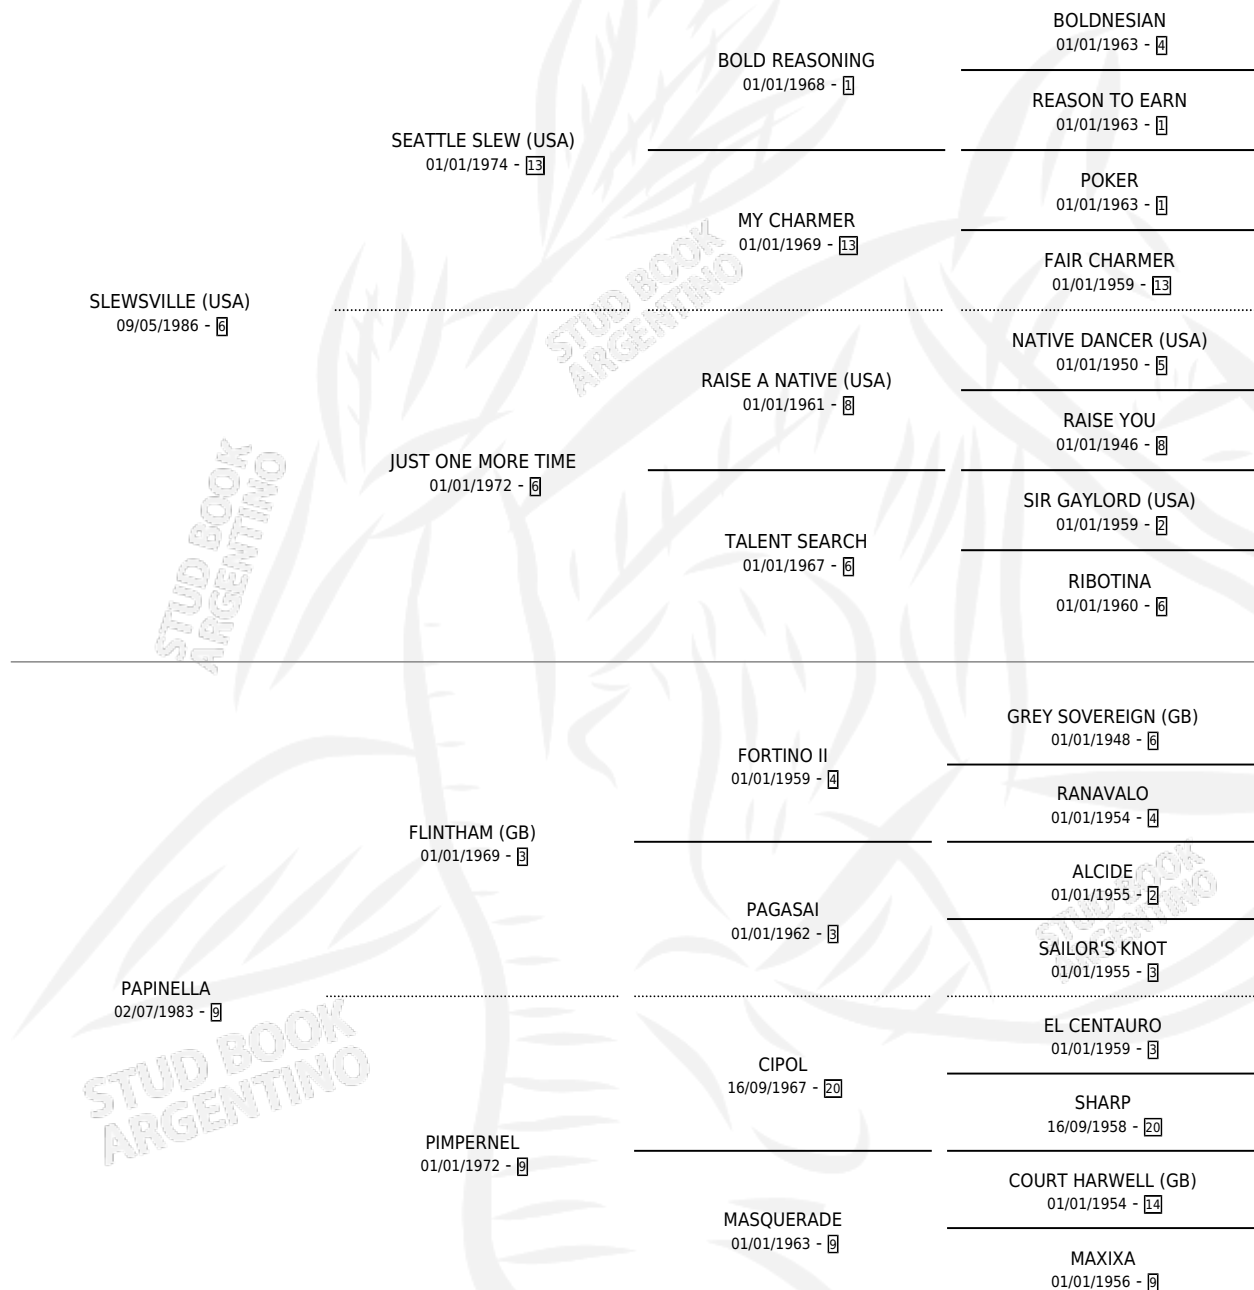 BOLDNESIAN
01/01/1963 - 4
BOLD REASONING
01/01/1968 - 1
REASON TO EARN
01/01/1963 - 1
SEATTLE SLEW (USA)
01/01/1974 - 13
POKER
01/01/1963 - 1
MY CHARMER
01/01/1969 - 13
FAIR CHARMER
01/01/1959 - 13
SLEWSVILLE (USA)
09/05/1986 - 6
STUD BOOK
ARGENTINO
NATIVE DANCER (USA)
01/01/1950 - 5
RAISE A NATIVE (USA)
01/01/1961 - 8
RAISE YOU
01/01/1946 - 8
JUST ONE MORE TIME
01/01/1972 - 6
SIR GAYLORD (USA)
01/01/1959 - 2
TALENT SEARCH
01/01/1967 - 6
RIBOTINA
01/01/1960 - 6
STUD BOOK
ARGENTINO
GREY SOVEREIGN (GB)
01/01/1948 - 6
FORTINO II
01/01/1959 - 4
RANAVALO
01/01/1954 - 4
FLINTHAM (GB)
01/01/1969 - 3
ALCIDE
01/01/1955 - 2
PAGASAI
01/01/1962 - 3
SAILOR'S KNOT
01/01/1955 - 3
STUD BOOK
ARGENTINO
PAPINELLA
02/07/1983 - 9
EL CENTAURO
01/01/1959 - 3
CIPOL
16/09/1967 - 20
SHARP
16/09/1958 - 20
STUD BOOK
ARGENTINO
PIMPERNEL
01/01/1972 - 9
COURT HARWELL (GB)
01/01/1954 - 14
MASQUERADE
01/01/1963 - 9
MAXIXA
01/01/1956 - 9